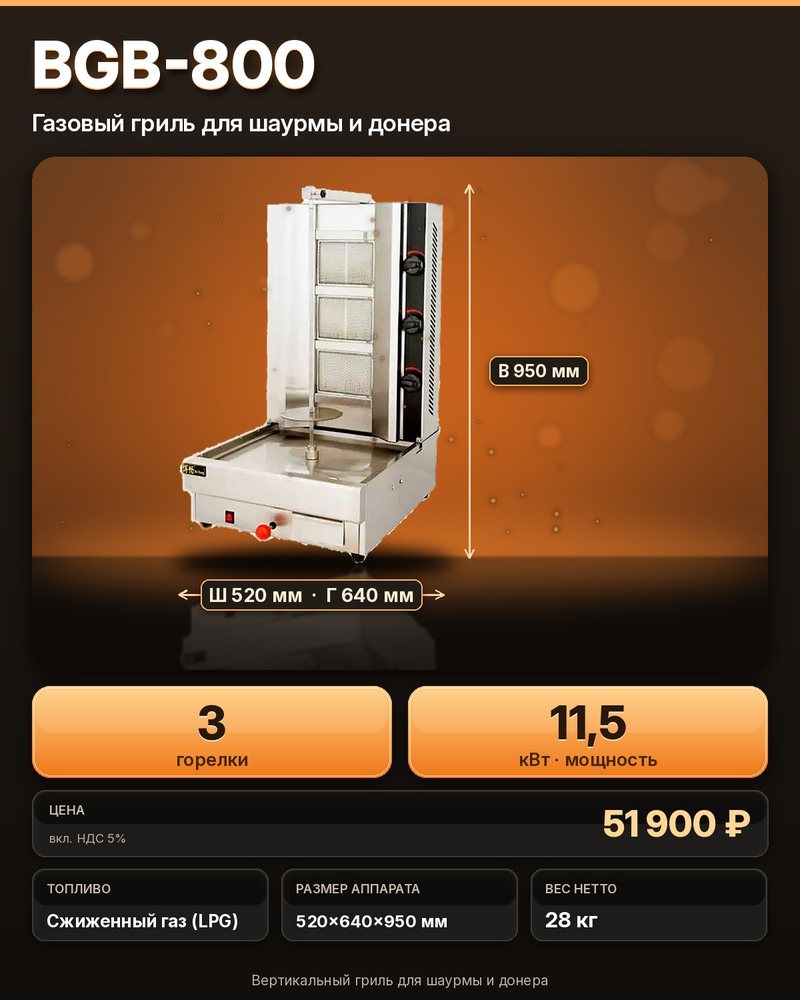 BGB-800
Газовый гриль для шаурмы и донера
В 950 мм
Ш 520 мм · Г 640 мм
3
горелки
11,5
кВт · мощность
ЦЕНА
вкл. НДС 5%
51 900 ₽
ТОПЛИВО
Сжиженный газ (LPG)
РАЗМЕР АППАРАТА
520×640×950 мм
ВЕС НЕТТО
28 кг
Вертикальный гриль для шаурмы и донера